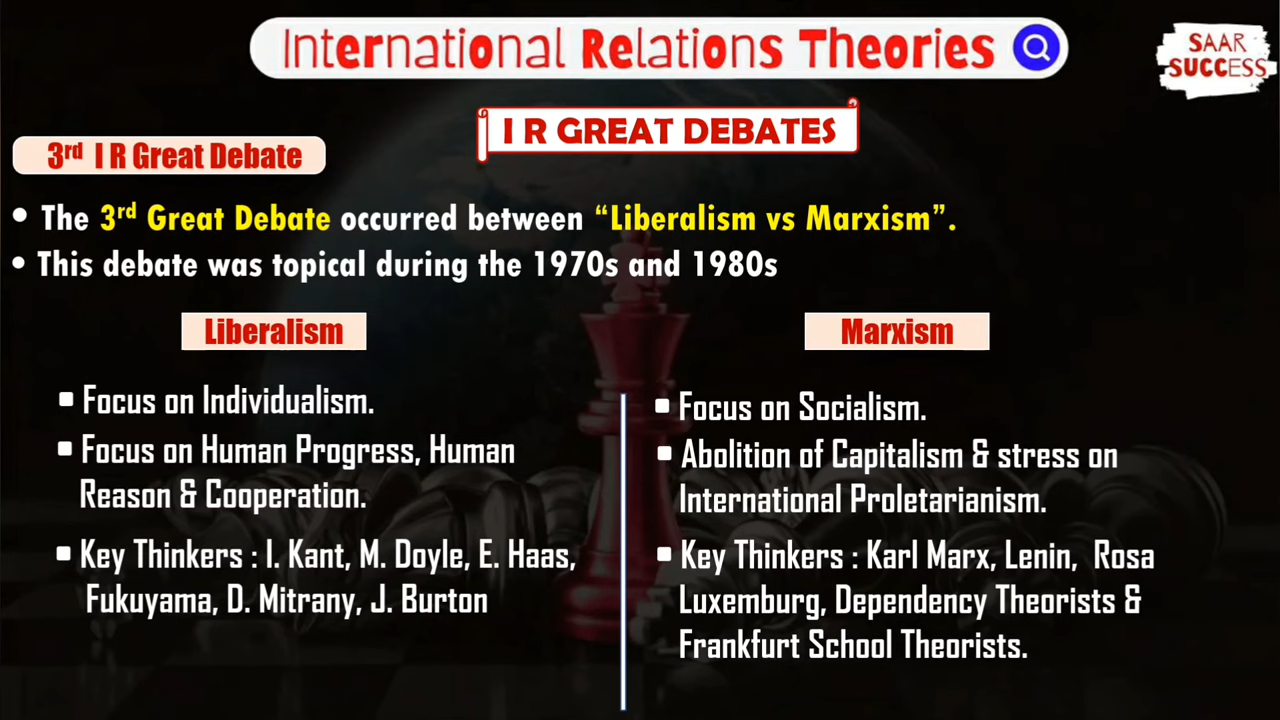 International Relations Theories
SAAR
SUCCESS
I R GREAT DEBATES
3rd I R Great Debate
• The 3rd Great Debate occurred between “Liberalism vs Marxism”.
• This debate was topical during the 1970s and 1980s
Liberalism
▪ Focus on Individualism.
▪ Focus on Human Progress, Human
Reason & Cooperation.
▪ Key Thinkers : I. Kant, M. Doyle, E. Haas,
Fukuyama, D. Mitrany, J. Burton
Marxism
▪ Focus on Socialism.
▪ Abolition of Capitalism & stress on
International Proletarianism.
▪ Key Thinkers : Karl Marx, Lenin, Rosa
Luxemburg, Dependency Theorists &
Frankfurt School Theorists.